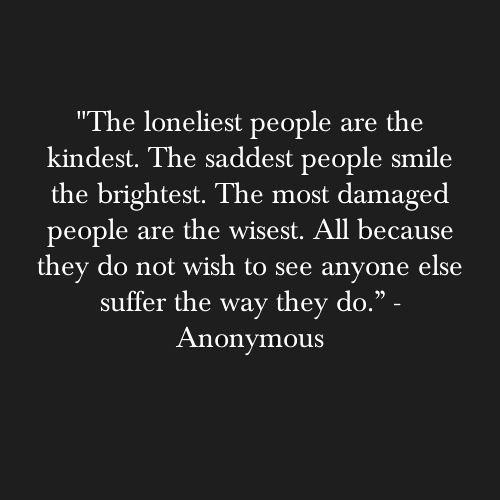 "The loneliest people are the
kindest. The saddest people smile
the brightest. The most damaged
people are the wisest. All because
they do not wish to see anyone else
suffer the way they do.” -
Anonymous